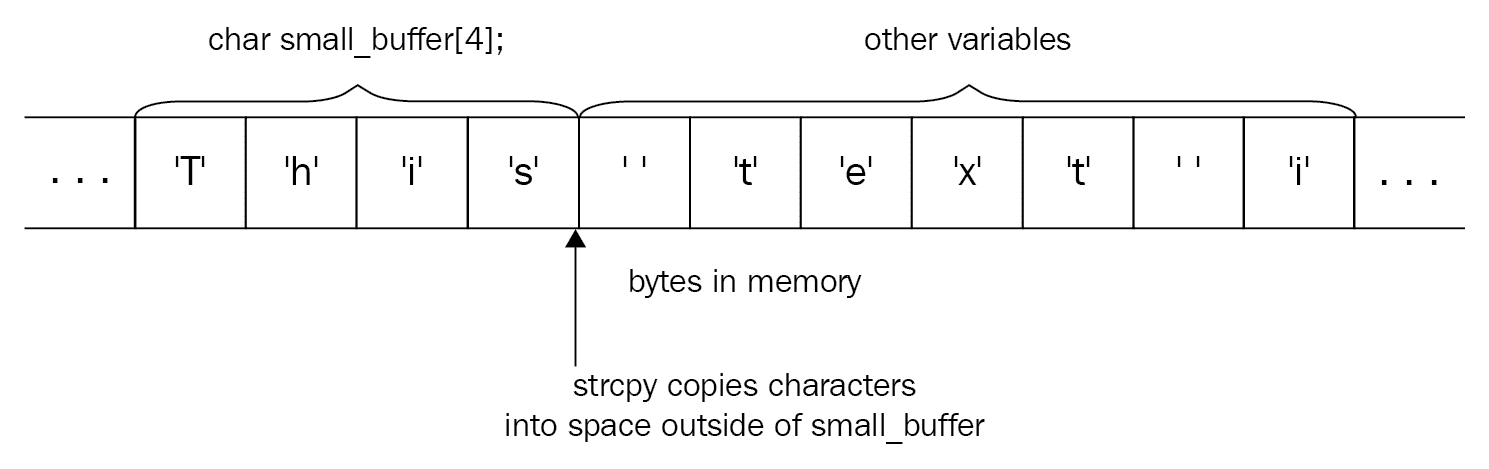 char small_buffer[4];
other variables
. . . 'T' 'h' 'i' 's' ' ' 't' 'e' 'x' 't' ' ' 'i' . . .
bytes in memory
strcpy copies characters
into space outside of small_buffer